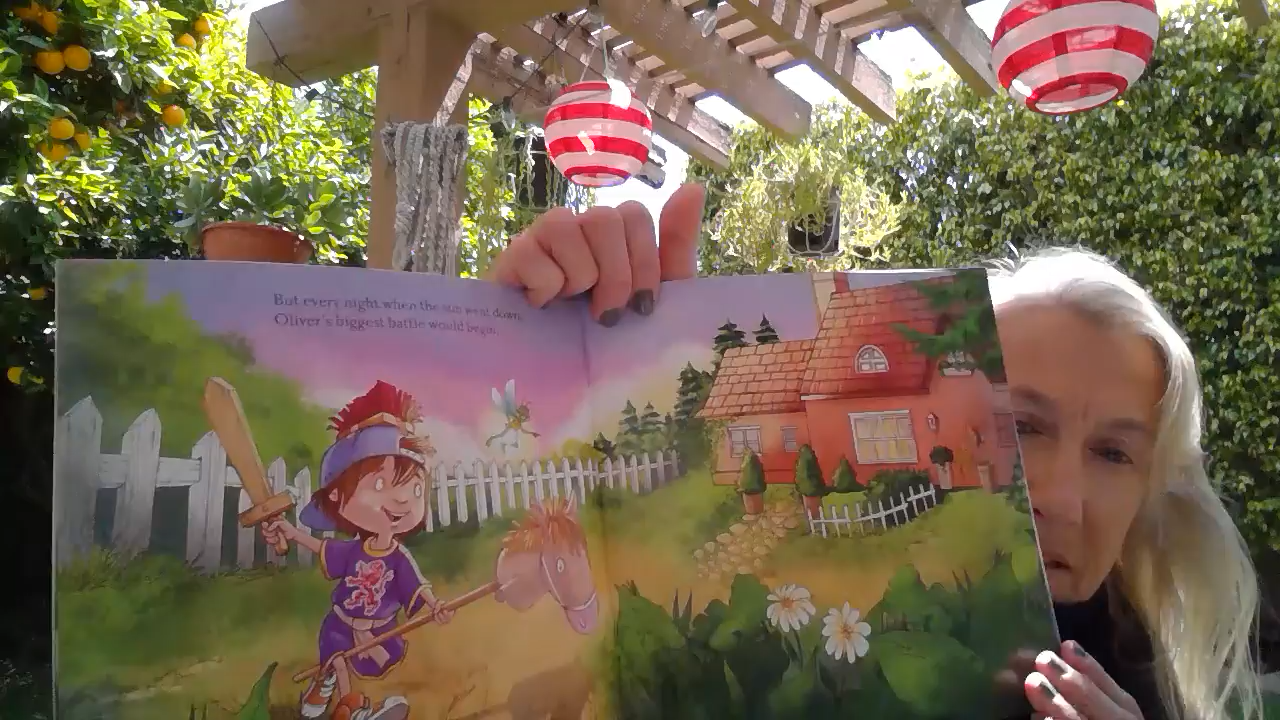 But every night when the sun went down,
Oliver's biggest battle would begin.